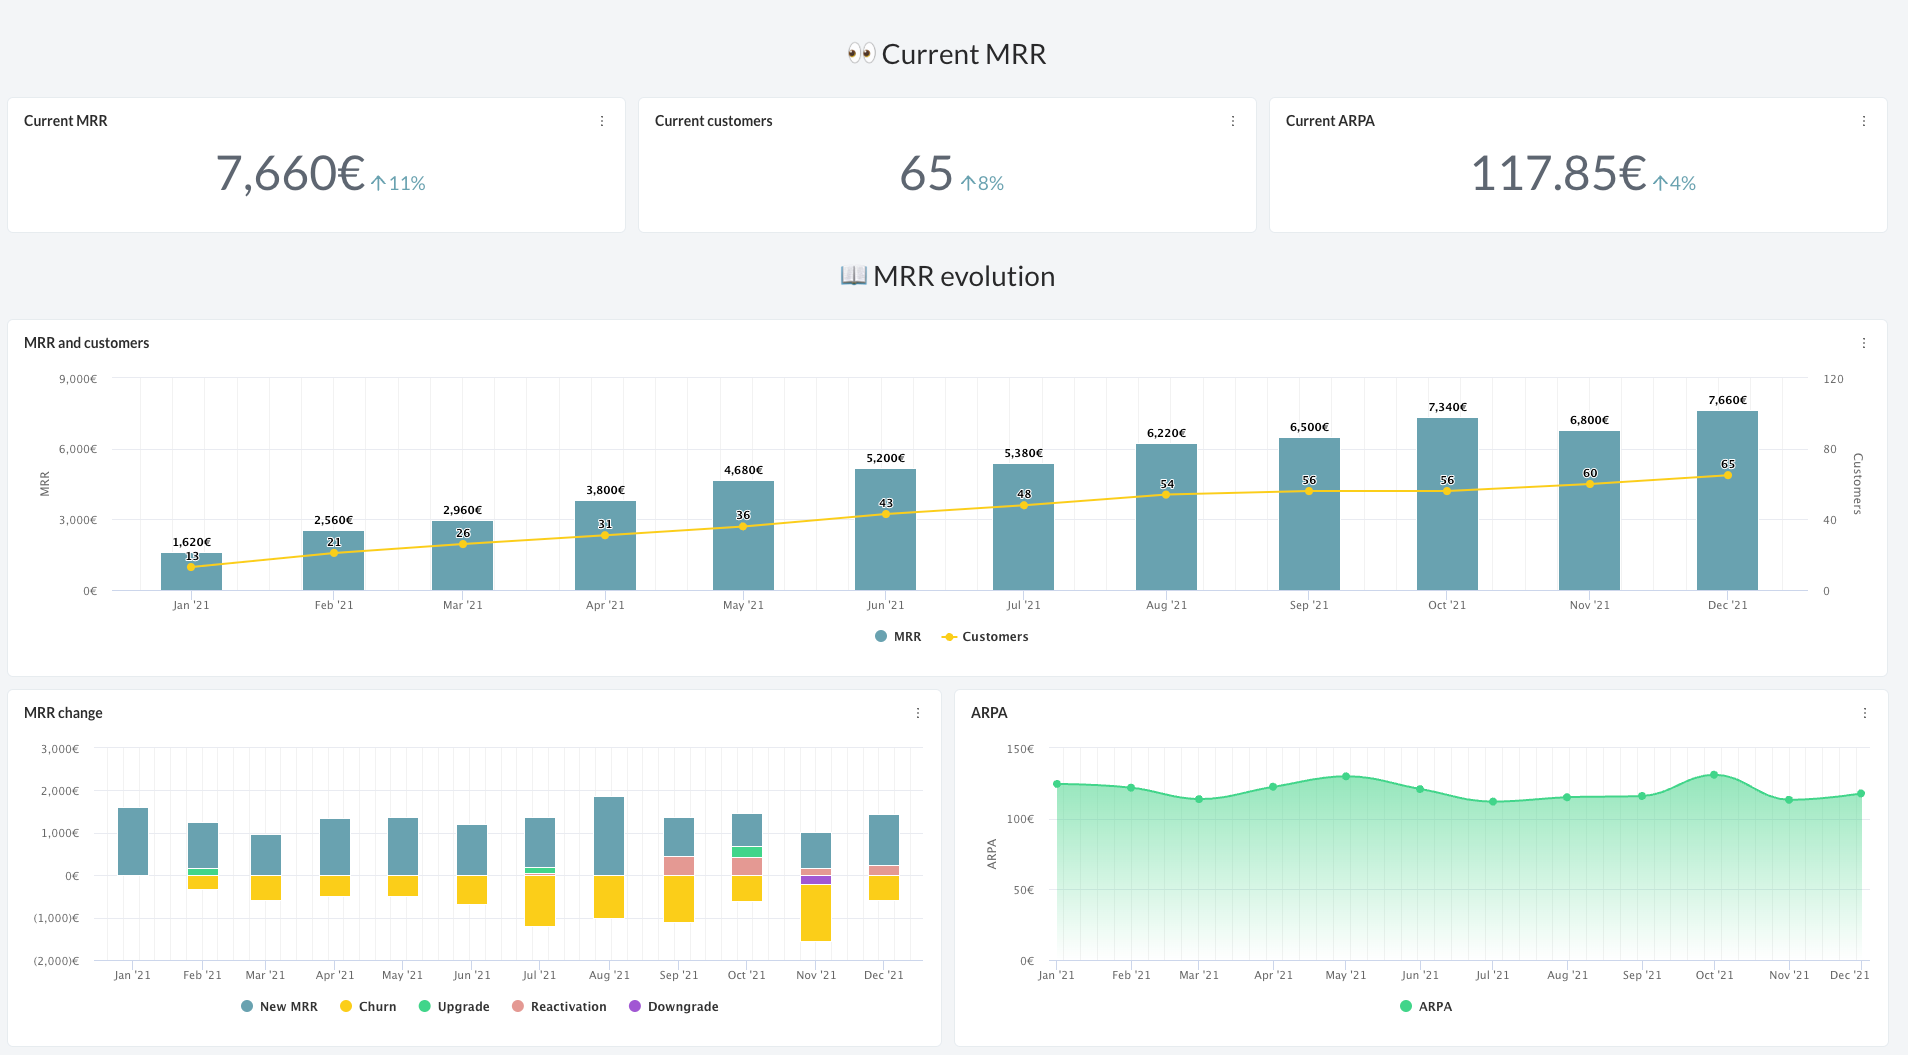 👀 Current MRR
Current MRR
7,660€ ↑11%
Current customers
65 ↑8%
Current ARPA
117.85€ ↑4%
📖 MRR evolution
MRR and customers
MRR
9,000€
6,000€
3,000€
0€
1,620€
2,560€
2,960€
3,800€
4,680€
5,200€
5,380€
6,220€
6,500€
7,340€
6,800€
7,660€
13
21
26
31
36
43
48
54
56
56
60
65
120
80
40
0
Customers
Jan '21 Feb '21 Mar '21 Apr '21 May '21 Jun '21 Jul '21 Aug '21 Sep '21 Oct '21 Nov '21 Dec '21
MRR Customers
MRR change
3,000€
2,000€
1,000€
0€
(1,000)€
(2,000)€
Jan '21 Feb '21 Mar '21 Apr '21 May '21 Jun '21 Jul '21 Aug '21 Sep '21 Oct '21 Nov '21 Dec '21
New MRR Churn Upgrade Reactivation Downgrade
ARPA
ARPA
150€
100€
50€
0€
Jan '21 Feb '21 Mar '21 Apr '21 May '21 Jun '21 Jul '21 Aug '21 Sep '21 Oct '21 Nov '21 Dec '21
ARPA